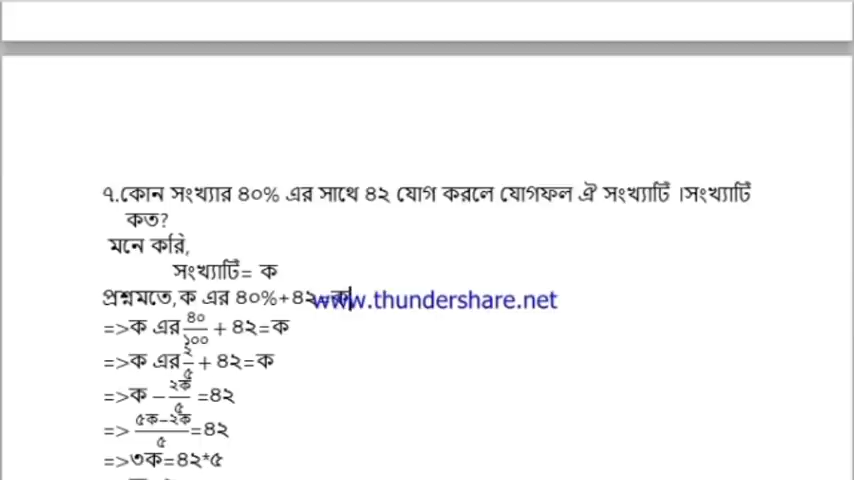 ৭.কোন সংখ্যার ৪০% এর সাথে ৪২ যোগ করলে যোগফল ঐ সংখ্যাটি ।সংখ্যাটি
কত?
মনে করি,
সংখ্যাটি= ক
প্রশ্নমতে,ক এর ৪০%+৪২=ক
www.thundershare.net
=>ক এর ৪০/১০০ + ৪২=ক
=>ক এর ২/৫ + ৪২=ক
=>ক − ২ক/৫ =৪২
=> ৫ক−২ক/৫ =৪২
=>৩ক=৪২*৫